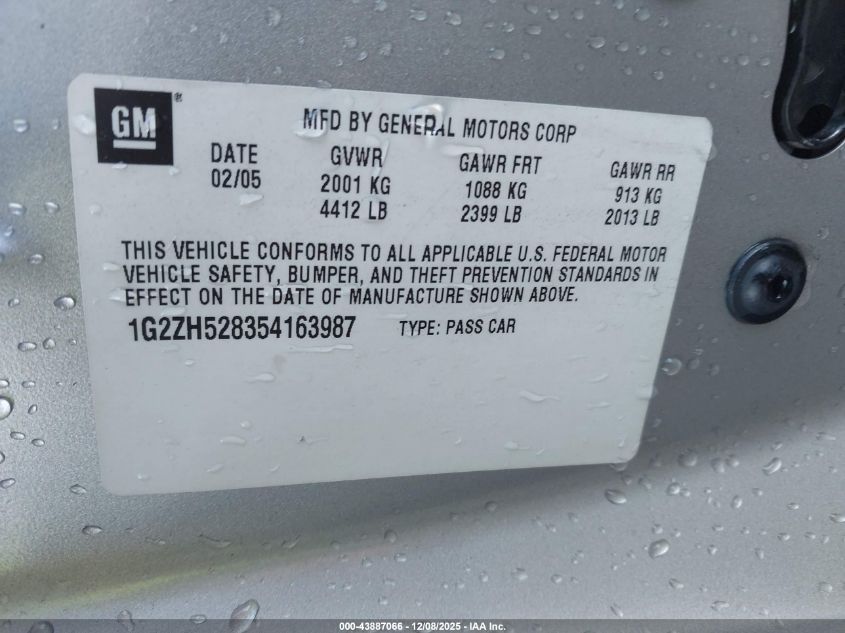 GM®
MFD BY GENERAL MOTORS CORP
DATE GVWR GAWR FRT GAWR RR
02/05 2001 KG 1088 KG 913 KG
4412 LB 2399 LB 2013 LB
THIS VEHICLE CONFORMS TO ALL APPLICABLE U.S. FEDERAL MOTOR
VEHICLE SAFETY, BUMPER, AND THEFT PREVENTION STANDARDS IN
EFFECT ON THE DATE OF MANUFACTURE SHOWN ABOVE.
1G2ZH528354163987 TYPE: PASS CAR
000-43887066 - 12/08/2025 - IAA Inc.